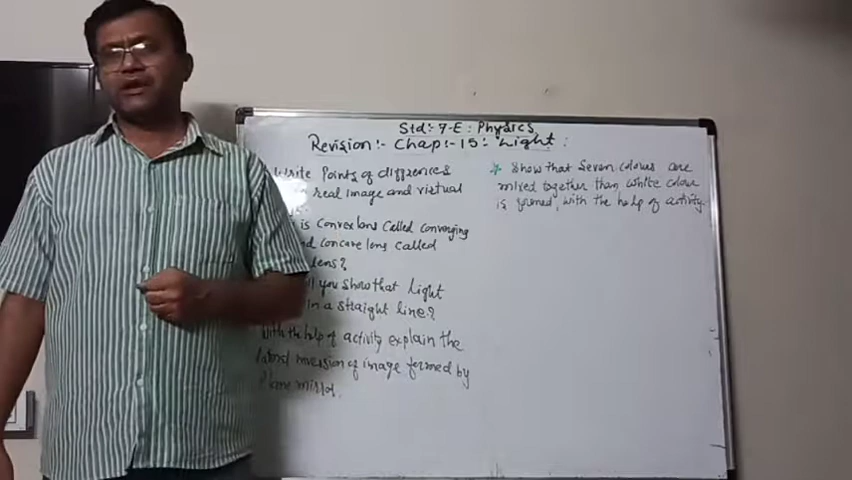 Std:- 7-E : Physics
Revision:- Chap:- 15: "Light" :
Write Points of differences
real image and virtual
is Convex lens Called converging
concave lens called
lens?
you show that light
in a straight line?
With the help of activity explain the
inversion of image formed by
Plane mirror.
* Show that Seven colours are
mixed together than white colour
is formed, with the help of activity.